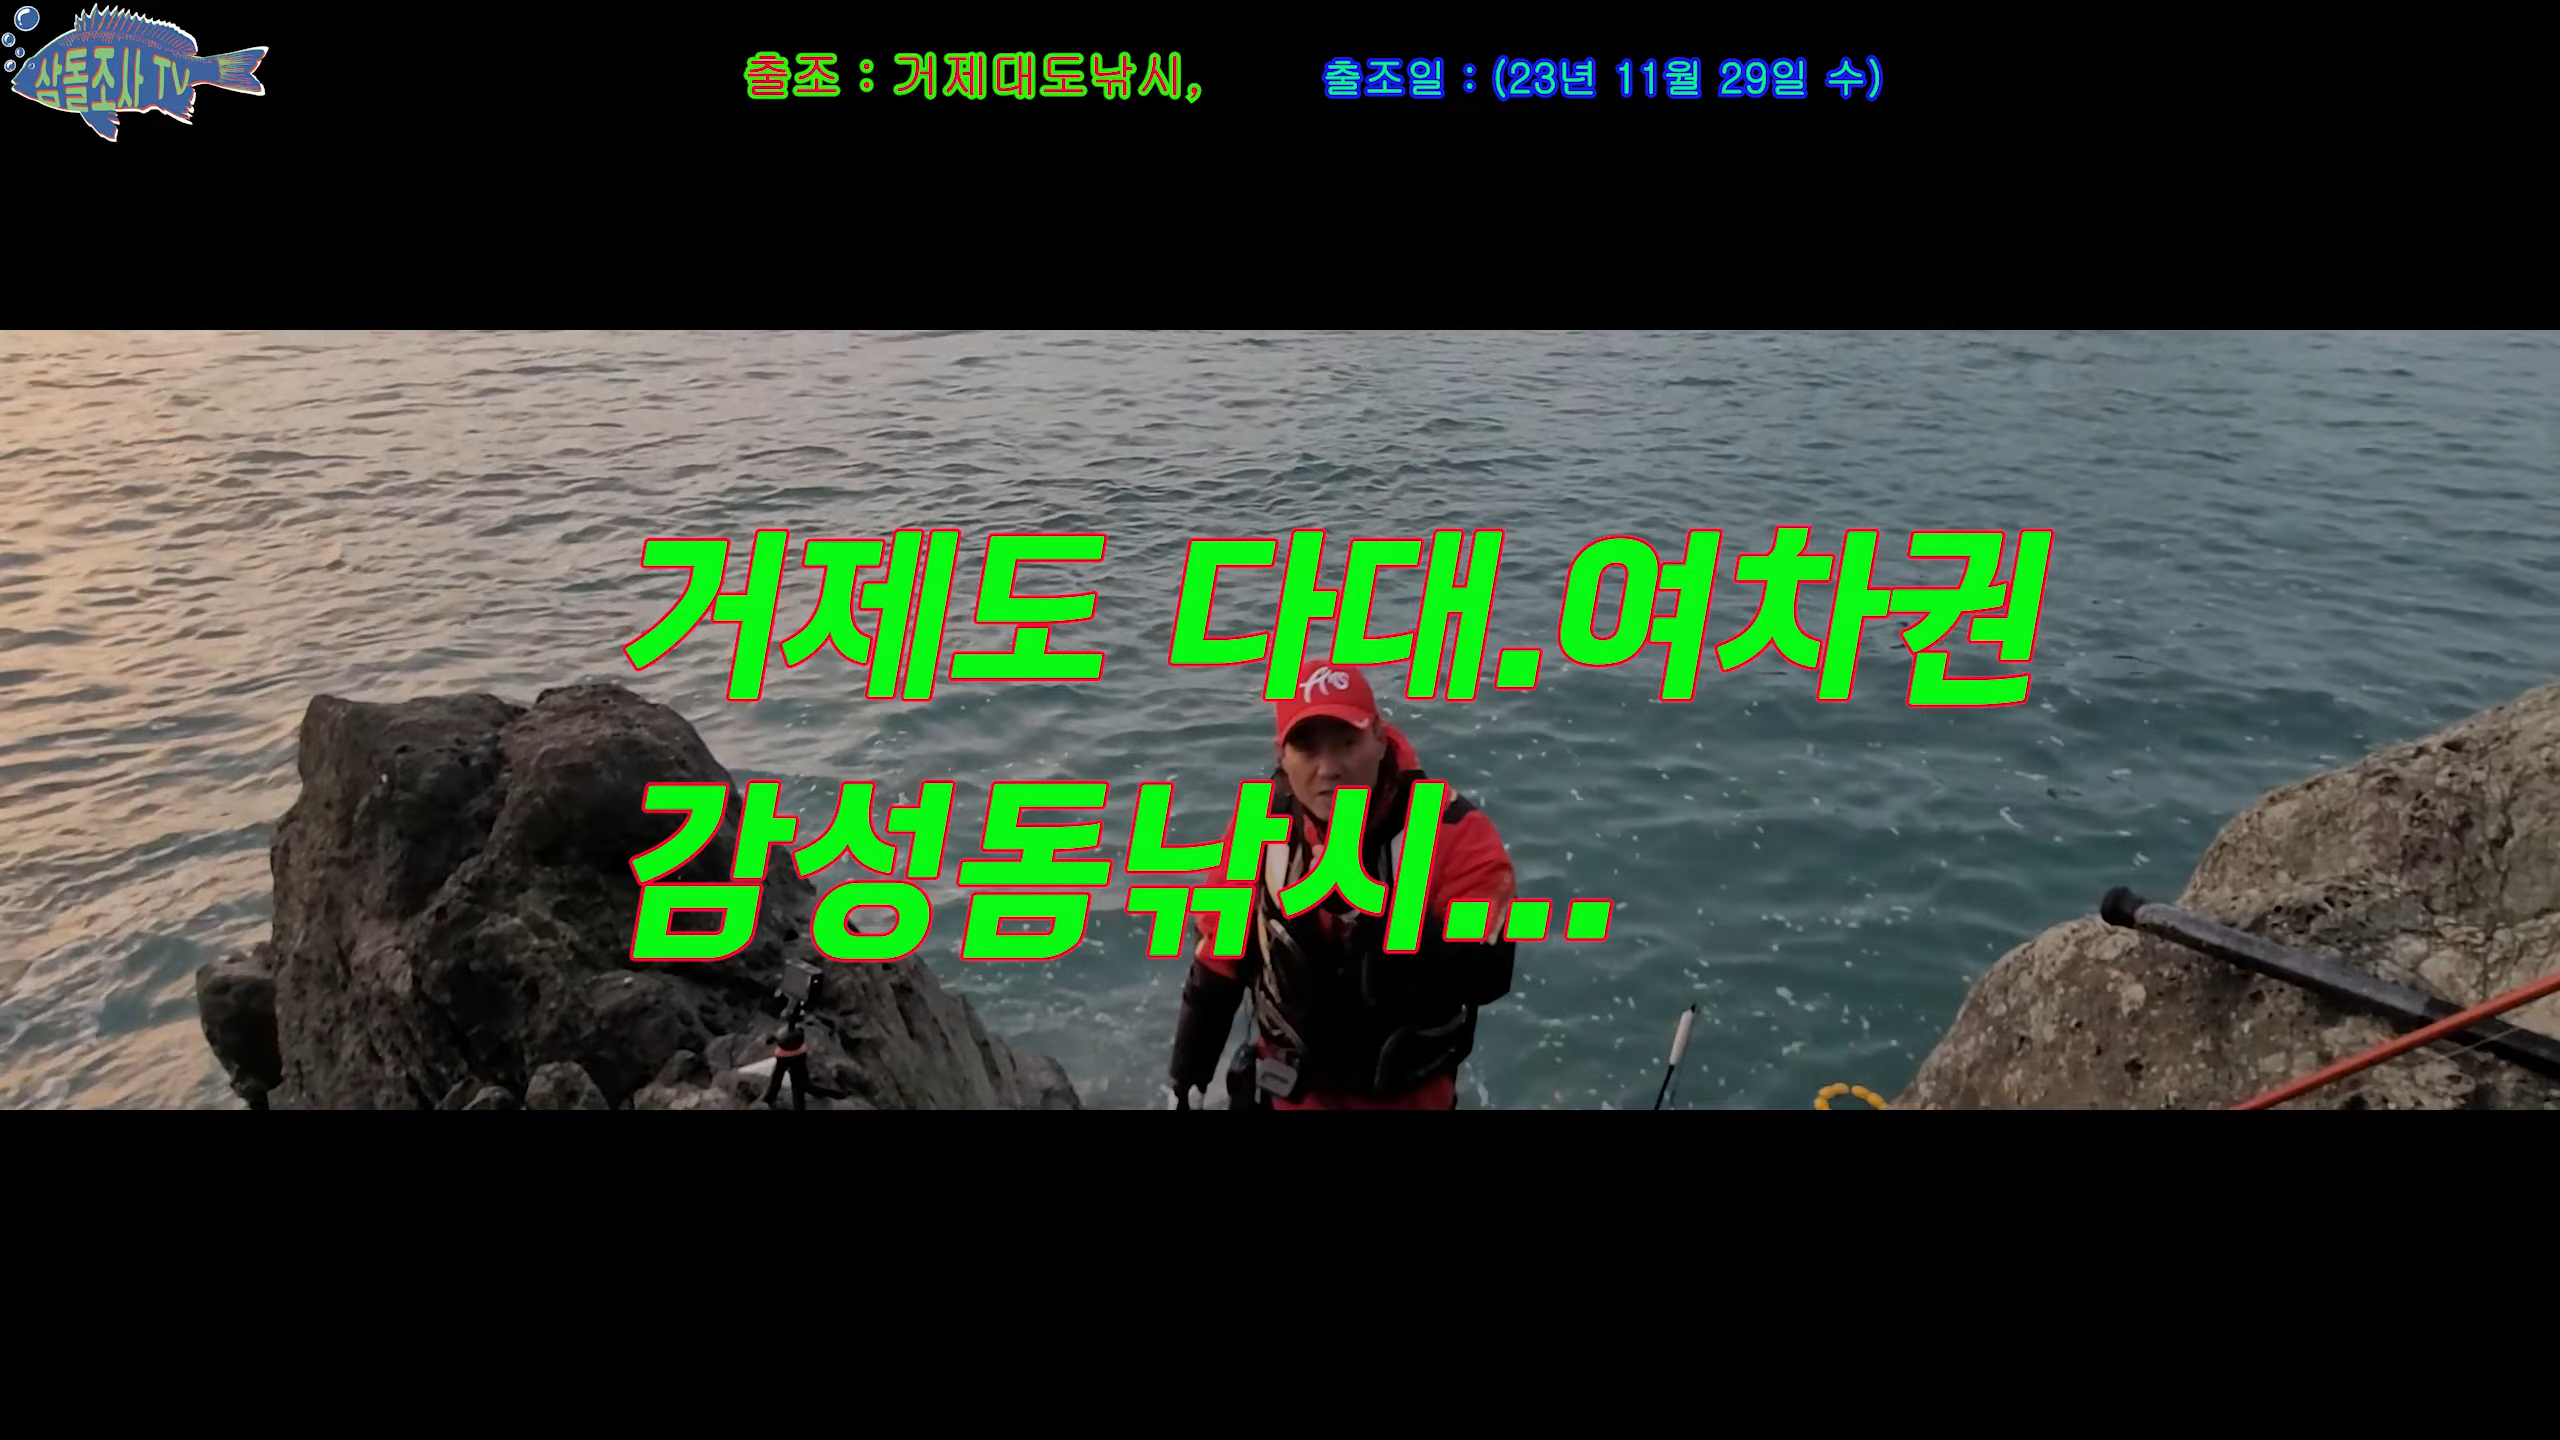 삼돌조사 TV
출조 : 거제대도낚시,
출조일 : (23년 11월 29일 수)
거제도 다대.여차권
감성돔낚시...